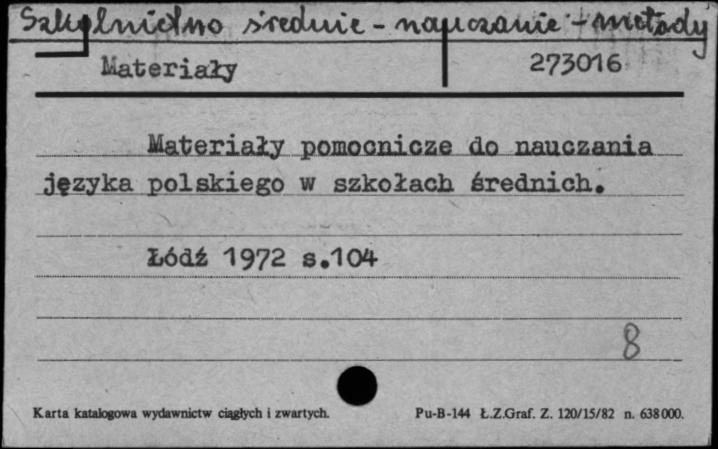 Szkolnictwo średnie - nauczanie - metody
Materiały 273016
Materiały pomocnicze do nauczania
języka polskiego w szkołach średnich.
Łódź 1972 s.104
8
Karta katalogowa wydawnictw ciągłych i zwartych. Pu-B-144 Ł.Z.Graf. Z. 120/15/82 n. 638000.